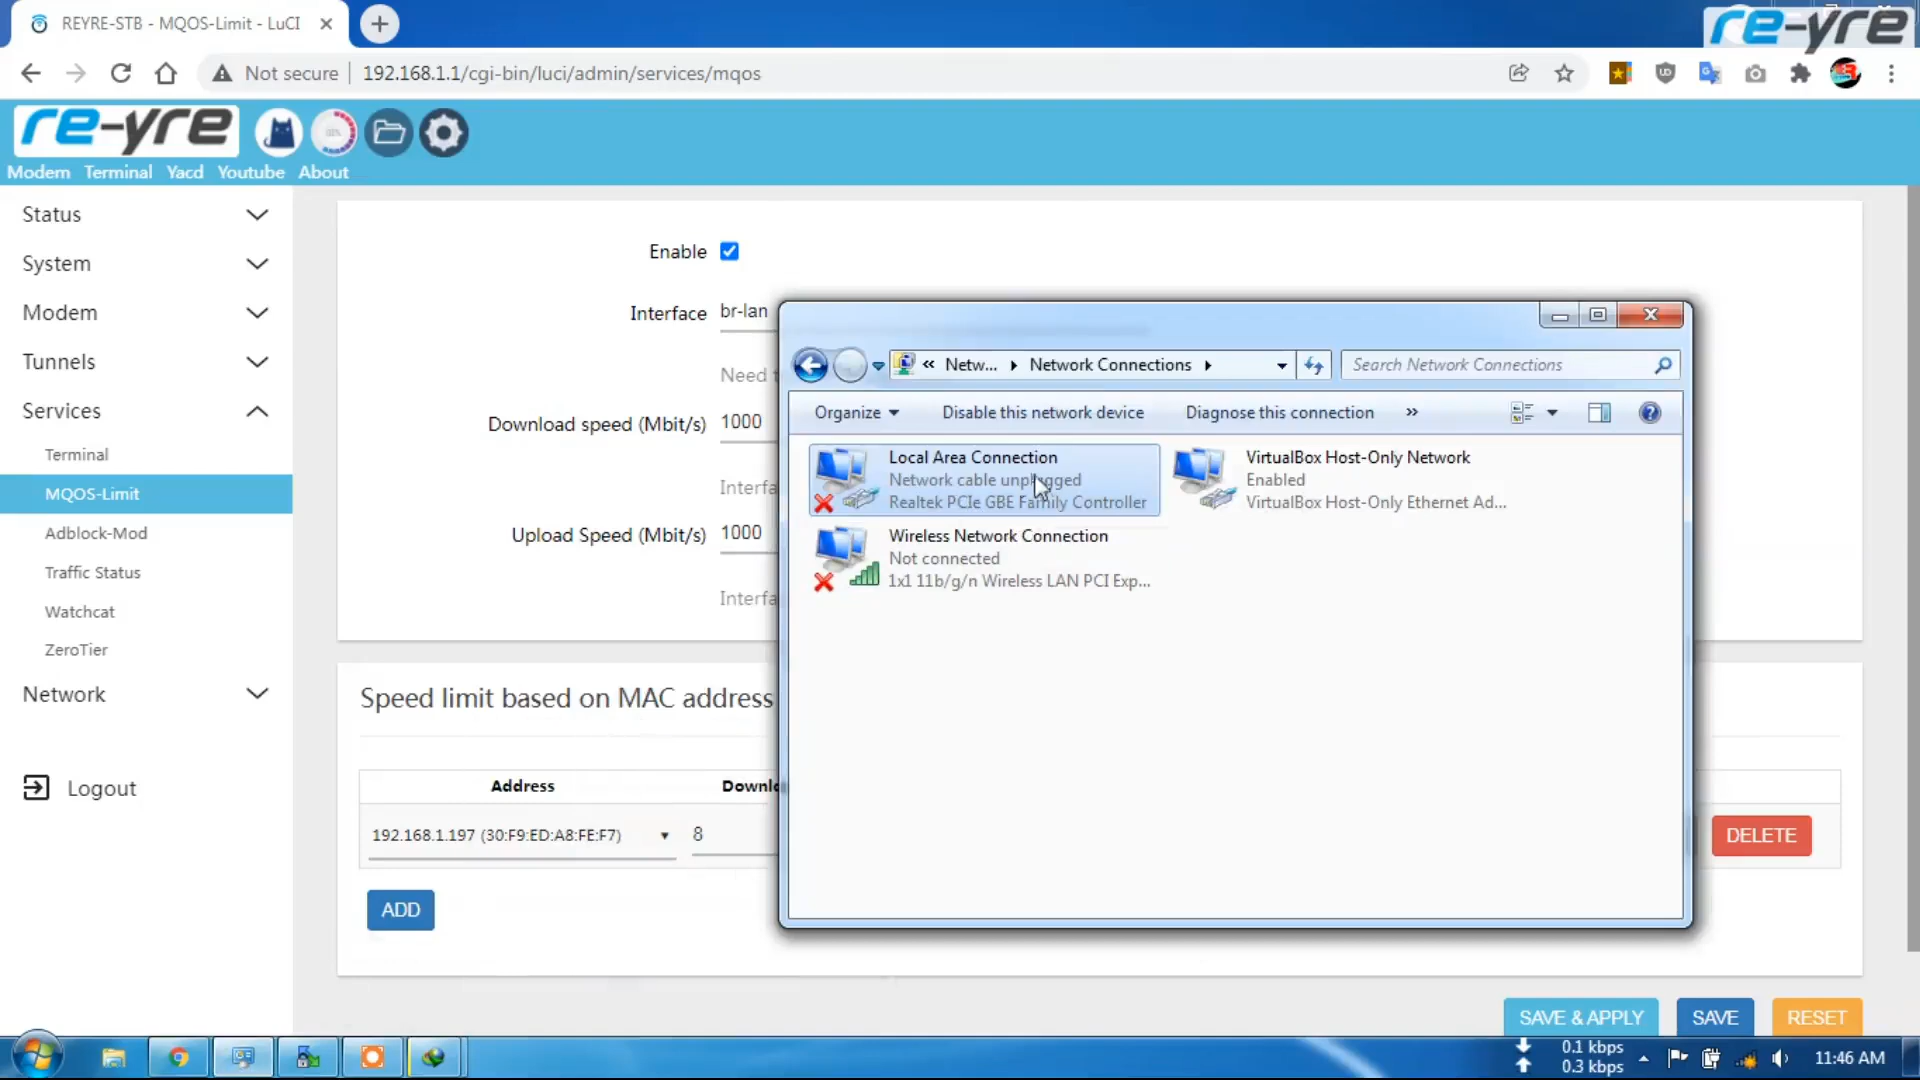 REYRE-STB - MQOS-Limit - LuCI
re-yre
Not secure
192.168.1.1/cgi-bin/luci/admin/services/mqos
re-yre
Modem Terminal Yacd Youtube About
Status
System
Modem
Tunnels
Services
Terminal
MQOS-Limit
Adblock-Mod
Traffic Status
Watchcat
ZeroTier
Network
Logout
Enable
Interface br-lan
Need
Download speed (Mbit/s) 1000
Interfa
Upload Speed (Mbit/s) 1000
Interfa
Speed limit based on MAC address
Address Downl
192.168.1.197 (30:F9:ED:A8:FE:F7) 8
DELETE
ADD
SAVE & APPLY SAVE RESET
« Netw... Network Connections
Search Network Connections
Organize Disable this network device Diagnose this connection »
Local Area Connection
Network cable unplugged
Realtek PCIe GBE Family Controller
VirtualBox Host-Only Network
Enabled
VirtualBox Host-Only Ethernet Ad...
Wireless Network Connection
Not connected
1x1 11b/g/n Wireless LAN PCI Exp...
0.1 kbps
0.3 kbps
11:46 AM